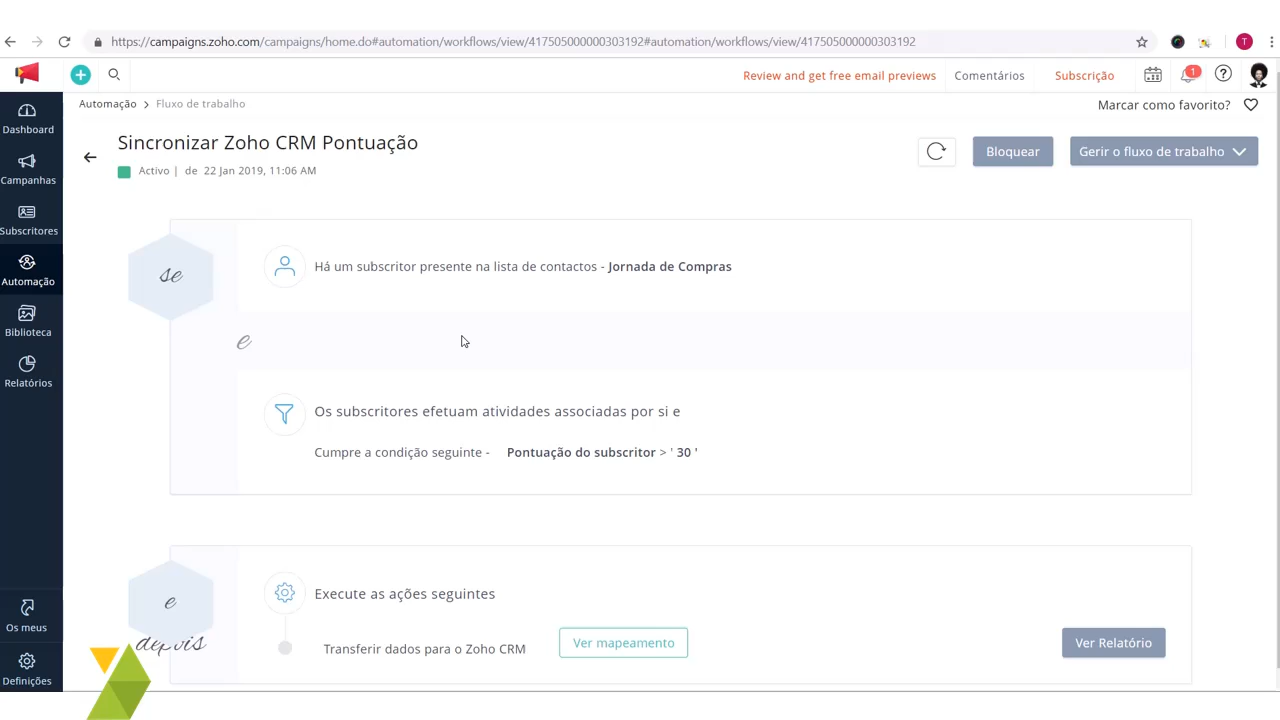 https://campaigns.zoho.com/campaigns/home.do#automation/workflows/view/417505000000303192#automation/workflows/view/417505000000303192
T
Review and get free email previews
Comentários
Subscrição
1
Dashboard
Campanhas
Subscritores
Automação
Biblioteca
Relatórios
Os meus
Definições
Automação > Fluxo de trabalho
Marcar como favorito?
Sincronizar Zoho CRM Pontuação
Activo | de 22 Jan 2019, 11:06 AM
Bloquear
Gerir o fluxo de trabalho
se
Há um subscritor presente na lista de contactos - Jornada de Compras
e
Os subscritores efetuam atividades associadas por si e
Cumpre a condição seguinte - Pontuação do subscritor > ' 30 '
e
depois
Execute as ações seguintes
Transferir dados para o Zoho CRM
Ver mapeamento
Ver Relatório